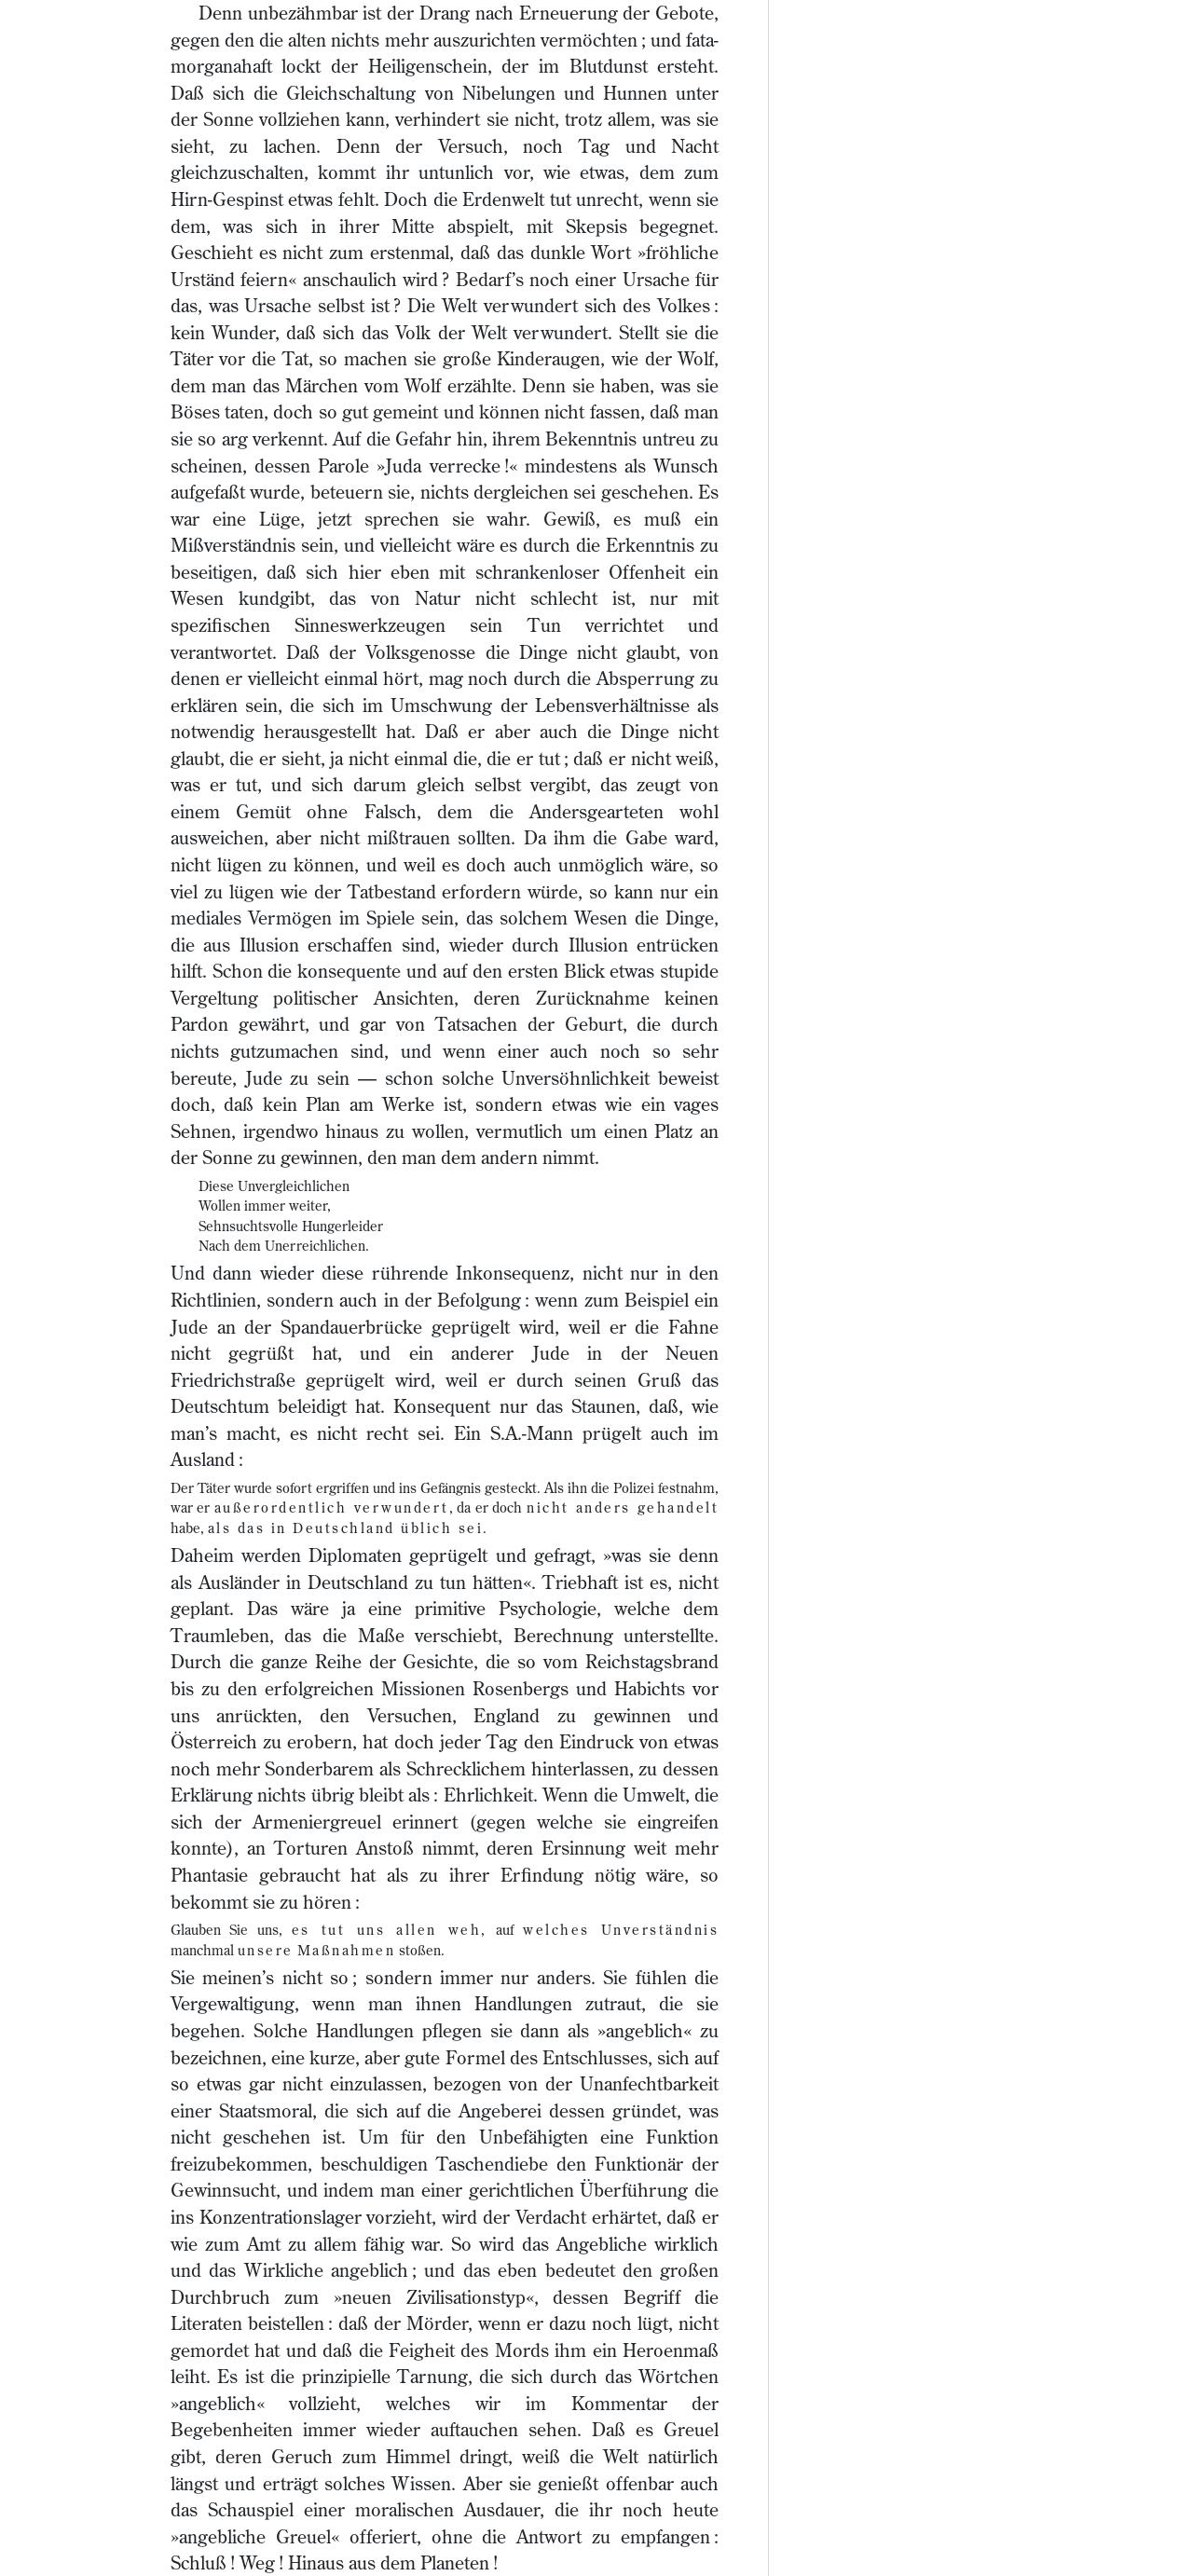 Denn unbezähmbar ist der Drang nach Erneuerung der Gebote,
gegen den die alten nichts mehr auszurichten vermöchten ; und fata-
morganahaft lockt der Heiligenschein, der im Blutdunst ersteht.
Daß sich die Gleichschaltung von Nibelungen und Hunnen unter
der Sonne vollziehen kann, verhindert sie nicht, trotz allem, was sie
sieht, zu lachen. Denn der Versuch, noch Tag und Nacht
gleichzuschalten, kommt ihr untunlich vor, wie etwas, dem zum
Hirn-Gespinst etwas fehlt. Doch die Erdenwelt tut unrecht, wenn sie
dem, was sich in ihrer Mitte abspielt, mit Skepsis begegnet.
Geschieht es nicht zum erstenmal, daß das dunkle Wort »fröhliche
Urständ feiern« anschaulich wird ? Bedarf’s noch einer Ursache für
das, was Ursache selbst ist ? Die Welt verwundert sich des Volkes :
kein Wunder, daß sich das Volk der Welt verwundert. Stellt sie die
Täter vor die Tat, so machen sie große Kinderaugen, wie der Wolf,
dem man das Märchen vom Wolf erzählte. Denn sie haben, was sie
Böses taten, doch so gut gemeint und können nicht fassen, daß man
sie so arg verkennt. Auf die Gefahr hin, ihrem Bekenntnis untreu zu
scheinen, dessen Parole »Juda verrecke !« mindestens als Wunsch
aufgefaßt wurde, beteuern sie, nichts dergleichen sei geschehen. Es
war eine Lüge, jetzt sprechen sie wahr. Gewiß, es muß ein
Mißverständnis sein, und vielleicht wäre es durch die Erkenntnis zu
beseitigen, daß sich hier eben mit schrankenloser Offenheit ein
Wesen kundgibt, das von Natur nicht schlecht ist, nur mit
spezifischen Sinneswerkzeugen sein Tun verrichtet und
verantwortet. Daß der Volksgenosse die Dinge nicht glaubt, von
denen er vielleicht einmal hört, mag noch durch die Absperrung zu
erklären sein, die sich im Umschwung der Lebensverhältnisse als
notwendig herausgestellt hat. Daß er aber auch die Dinge nicht
glaubt, die er sieht, ja nicht einmal die, die er tut ; daß er nicht weiß,
was er tut, und sich darum gleich selbst vergibt, das zeugt von
einem Gemüt ohne Falsch, dem die Andersgearteten wohl
ausweichen, aber nicht mißtrauen sollten. Da ihm die Gabe ward,
nicht lügen zu können, und weil es doch auch unmöglich wäre, so
viel zu lügen wie der Tatbestand erfordern würde, so kann nur ein
mediales Vermögen im Spiele sein, das solchem Wesen die Dinge,
die aus Illusion erschaffen sind, wieder durch Illusion entrücken
hilft. Schon die konsequente und auf den ersten Blick etwas stupide
Vergeltung politischer Ansichten, deren Zurücknahme keinen
Pardon gewährt, und gar von Tatsachen der Geburt, die durch
nichts gutzumachen sind, und wenn einer auch noch so sehr
bereute, Jude zu sein — schon solche Unversöhnlichkeit beweist
doch, daß kein Plan am Werke ist, sondern etwas wie ein vages
Sehnen, irgendwo hinaus zu wollen, vermutlich um einen Platz an
der Sonne zu gewinnen, den man dem andern nimmt.
Diese Unvergleichlichen
Wollen immer weiter,
Sehnsuchtsvolle Hungerleider
Nach dem Unerreichlichen.
Und dann wieder diese rührende Inkonsequenz, nicht nur in den
Richtlinien, sondern auch in der Befolgung : wenn zum Beispiel ein
Jude an der Spandauerbrücke geprügelt wird, weil er die Fahne
nicht gegrüßt hat, und ein anderer Jude in der Neuen
Friedrichstraße geprügelt wird, weil er durch seinen Gruß das
Deutschtum beleidigt hat. Konsequent nur das Staunen, daß, wie
man’s macht, es nicht recht sei. Ein S.A.-Mann prügelt auch im
Ausland :
Der Täter wurde sofort ergriffen und ins Gefängnis gesteckt. Als ihn die Polizei festnahm,
war er außerordentlich verwundert, da er doch nicht anders gehandelt
habe, als das in Deutschland üblich sei.
Daheim werden Diplomaten geprügelt und gefragt, »was sie denn
als Ausländer in Deutschland zu tun hätten«. Triebhaft ist es, nicht
geplant. Das wäre ja eine primitive Psychologie, welche dem
Traumleben, das die Maße verschiebt, Berechnung unterstellte.
Durch die ganze Reihe der Gesichte, die so vom Reichstagsbrand
bis zu den erfolgreichen Missionen Rosenbergs und Habichts vor
uns anrückten, den Versuchen, England zu gewinnen und
Österreich zu erobern, hat doch jeder Tag den Eindruck von etwas
noch mehr Sonderbarem als Schrecklichem hinterlassen, zu dessen
Erklärung nichts übrig bleibt als : Ehrlichkeit. Wenn die Umwelt, die
sich der Armeniergreuel erinnert (gegen welche sie eingreifen
konnte), an Torturen Anstoß nimmt, deren Ersinnung weit mehr
Phantasie gebraucht hat als zu ihrer Erfindung nötig wäre, so
bekommt sie zu hören :
Glauben Sie uns, es tut uns allen weh, auf welches Unverständnis
manchmal unsere Maßnahmen stoßen.
Sie meinen’s nicht so ; sondern immer nur anders. Sie fühlen die
Vergewaltigung, wenn man ihnen Handlungen zutraut, die sie
begehen. Solche Handlungen pflegen sie dann als »angeblich« zu
bezeichnen, eine kurze, aber gute Formel des Entschlusses, sich auf
so etwas gar nicht einzulassen, bezogen von der Unanfechtbarkeit
einer Staatsmoral, die sich auf die Angeberei dessen gründet, was
nicht geschehen ist. Um für den Unbefähigten eine Funktion
freizubekommen, beschuldigen Taschendiebe den Funktionär der
Gewinnsucht, und indem man einer gerichtlichen Überführung die
ins Konzentrationslager vorzieht, wird der Verdacht erhärtet, daß er
wie zum Amt zu allem fähig war. So wird das Angebliche wirklich
und das Wirkliche angeblich ; und das eben bedeutet den großen
Durchbruch zum »neuen Zivilisationstyp«, dessen Begriff die
Literaten beistellen : daß der Mörder, wenn er dazu noch lügt, nicht
gemordet hat und daß die Feigheit des Mords ihm ein Heroenmaß
leiht. Es ist die prinzipielle Tarnung, die sich durch das Wörtchen
»angeblich« vollzieht, welches wir im Kommentar der
Begebenheiten immer wieder auftauchen sehen. Daß es Greuel
gibt, deren Geruch zum Himmel dringt, weiß die Welt natürlich
längst und erträgt solches Wissen. Aber sie genießt offenbar auch
das Schauspiel einer moralischen Ausdauer, die ihr noch heute
»angebliche Greuel« offeriert, ohne die Antwort zu empfangen :
Schluß ! Weg ! Hinaus aus dem Planeten !